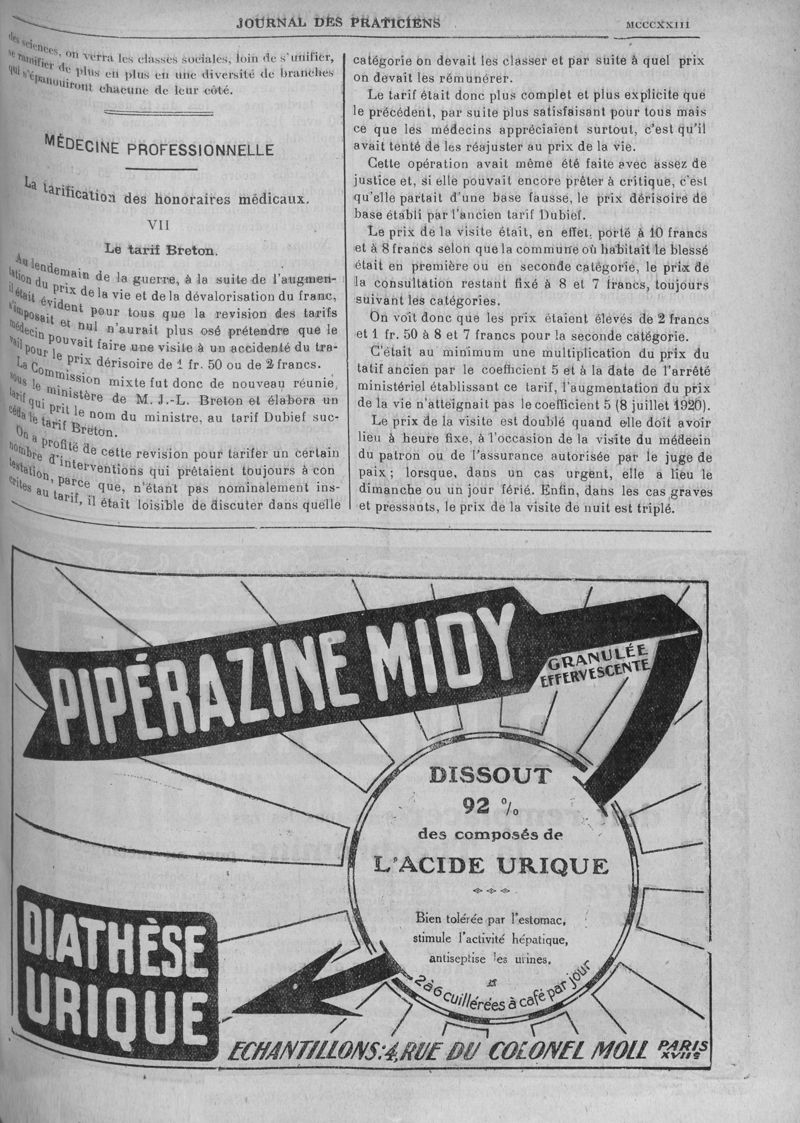 JOURNAL DES PRATICIENS
MCCCXXIII
des sciences, on verra les classes sociales, loin de s'unifier,
se ramifier de plus en plus en une diversité de branches
qui s'épanouiront chacune de leur côté.
MÉDECINE PROFESSIONNELLE
La tarification des honoraires médicaux.
VII
Le tarif Breton.
Au lendemain de la guerre, à la suite de l'augmen-
tation du prix de la vie et de la dévalorisation du franc,
il était évident pour tous que la revision des tarifs
s'imposait et nul n'aurait plus osé prétendre que le
médecin pouvait faire une visite à un accidenté du tra-
vail pour le prix dérisoire de 1 fr. 50 ou de 2 francs.
La Commission mixte fut donc de nouveau réunie,
sous le ministère de M. J.-L. Breton et élabora un
tarif qui prit le nom du ministre, au tarif Dubief suc-
céda le tarif Breton.
On a profité de cette revision pour tarifer un certain
nombre d'interventions qui prêtaient toujours à con
testation, parce que, n'étant pas nominalement ins-
crites au tarif, il était loisible de discuter dans quelle
catégorie on devait les classer et par suite à quel prix
on devait les rémunérer.
Le tarif était donc plus complet et plus explicite que
le précédent, par suite plus satisfaisant pour tous mais
ce que les médecins appréciaient surtout, c'est qu'il
avait tenté de les réajuster au prix de la vie.
Cette opération avait même été faite avec assez de
justice et, si elle pouvait encore prêter à critique, c'est
qu'elle partait d'une base fausse, le prix dérisoire de
base établi par l'ancien tarif Dubief.
Le prix de la visite était, en effet, porté à 10 francs
et à 8 francs selon que la commune où habitait le blessé
était en première ou en seconde catégorie, le prix de
la consultation restant fixé à 8 et 7 francs, toujours
suivant les catégories.
On voit donc que les prix étaient élevés de 2 francs
et 1 fr. 50 à 8 et 7 francs pour la seconde catégorie.
C'était au minimum une multiplication du prix du
tatif ancien par le coefficient 5 et à la date de l'arrêté
ministériel établissant ce tarif, l'augmentation du prix
de la vie n'atteignait pas le coefficient 5 (8 juillet 1920).
Le prix de la visite est doublé quand elle doit avoir
lieu à heure fixe, à l'occasion de la visite du médecin
du patron ou de l'assurance autorisée par le juge de
paix ; lorsque, dans un cas urgent, elle a lieu le
dimanche ou un jour férié. Enfin, dans les cas graves
et pressants, le prix de la visite de nuit est triplé.
PIPÉRAZINE MIDY
GRANULÉE
EFFERVESCENTE
DISSOUT
92 %
des composés de
L'ACIDE URIQUE
Bien tolérée par l'estomac,
stimule l'activité hépatique,
antiseptise les urines,
2 à 6 cuillérées à café par jour
DIATHÈSE
URIQUE
ECHANTILLONS: 4, RUE DU COLONEL MOLL PARIS
XVIIe